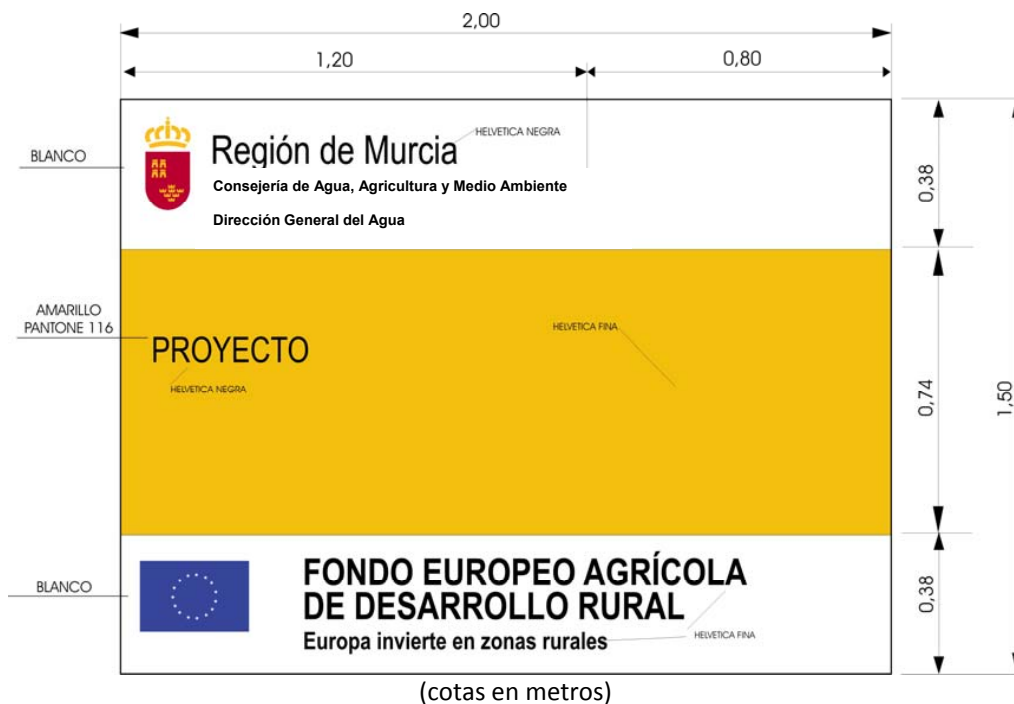 2,00
1,20
0,80
HELVETICA NEGRA
BLANCO
Región de Murcia
Consejería de Agua, Agricultura y Medio Ambiente
Dirección General del Agua
0,38
AMARILLO
PANTONE 116
HELVETICA FINA
PROYECTO
HELVETICA NEGRA
0,74
1,50
BLANCO
FONDO EUROPEO AGRÍCOLA
DE DESARROLLO RURAL
Europa invierte en zonas rurales
HELVETICA FINA
0,38
(cotas en metros)